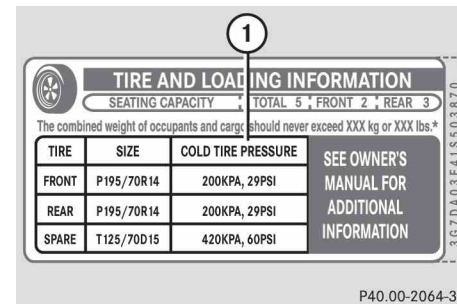 1
TIRE AND LOADING INFORMATION
SEATING CAPACITY TOTAL 5 FRONT 2 REAR 3
The combined weight of occupants and cargo should never exceed XXX kg or XXX lbs.*
TIRE SIZE COLD TIRE PRESSURE
FRONT P195/70R14 200KPA, 29PSI
REAR P195/70R14 200KPA, 29PSI
SPARE T125/70D15 420KPA, 60PSI
SEE OWNER'S
MANUAL FOR
ADDITIONAL
INFORMATION
3G7DA03E41S503870
P40.00-2064-3